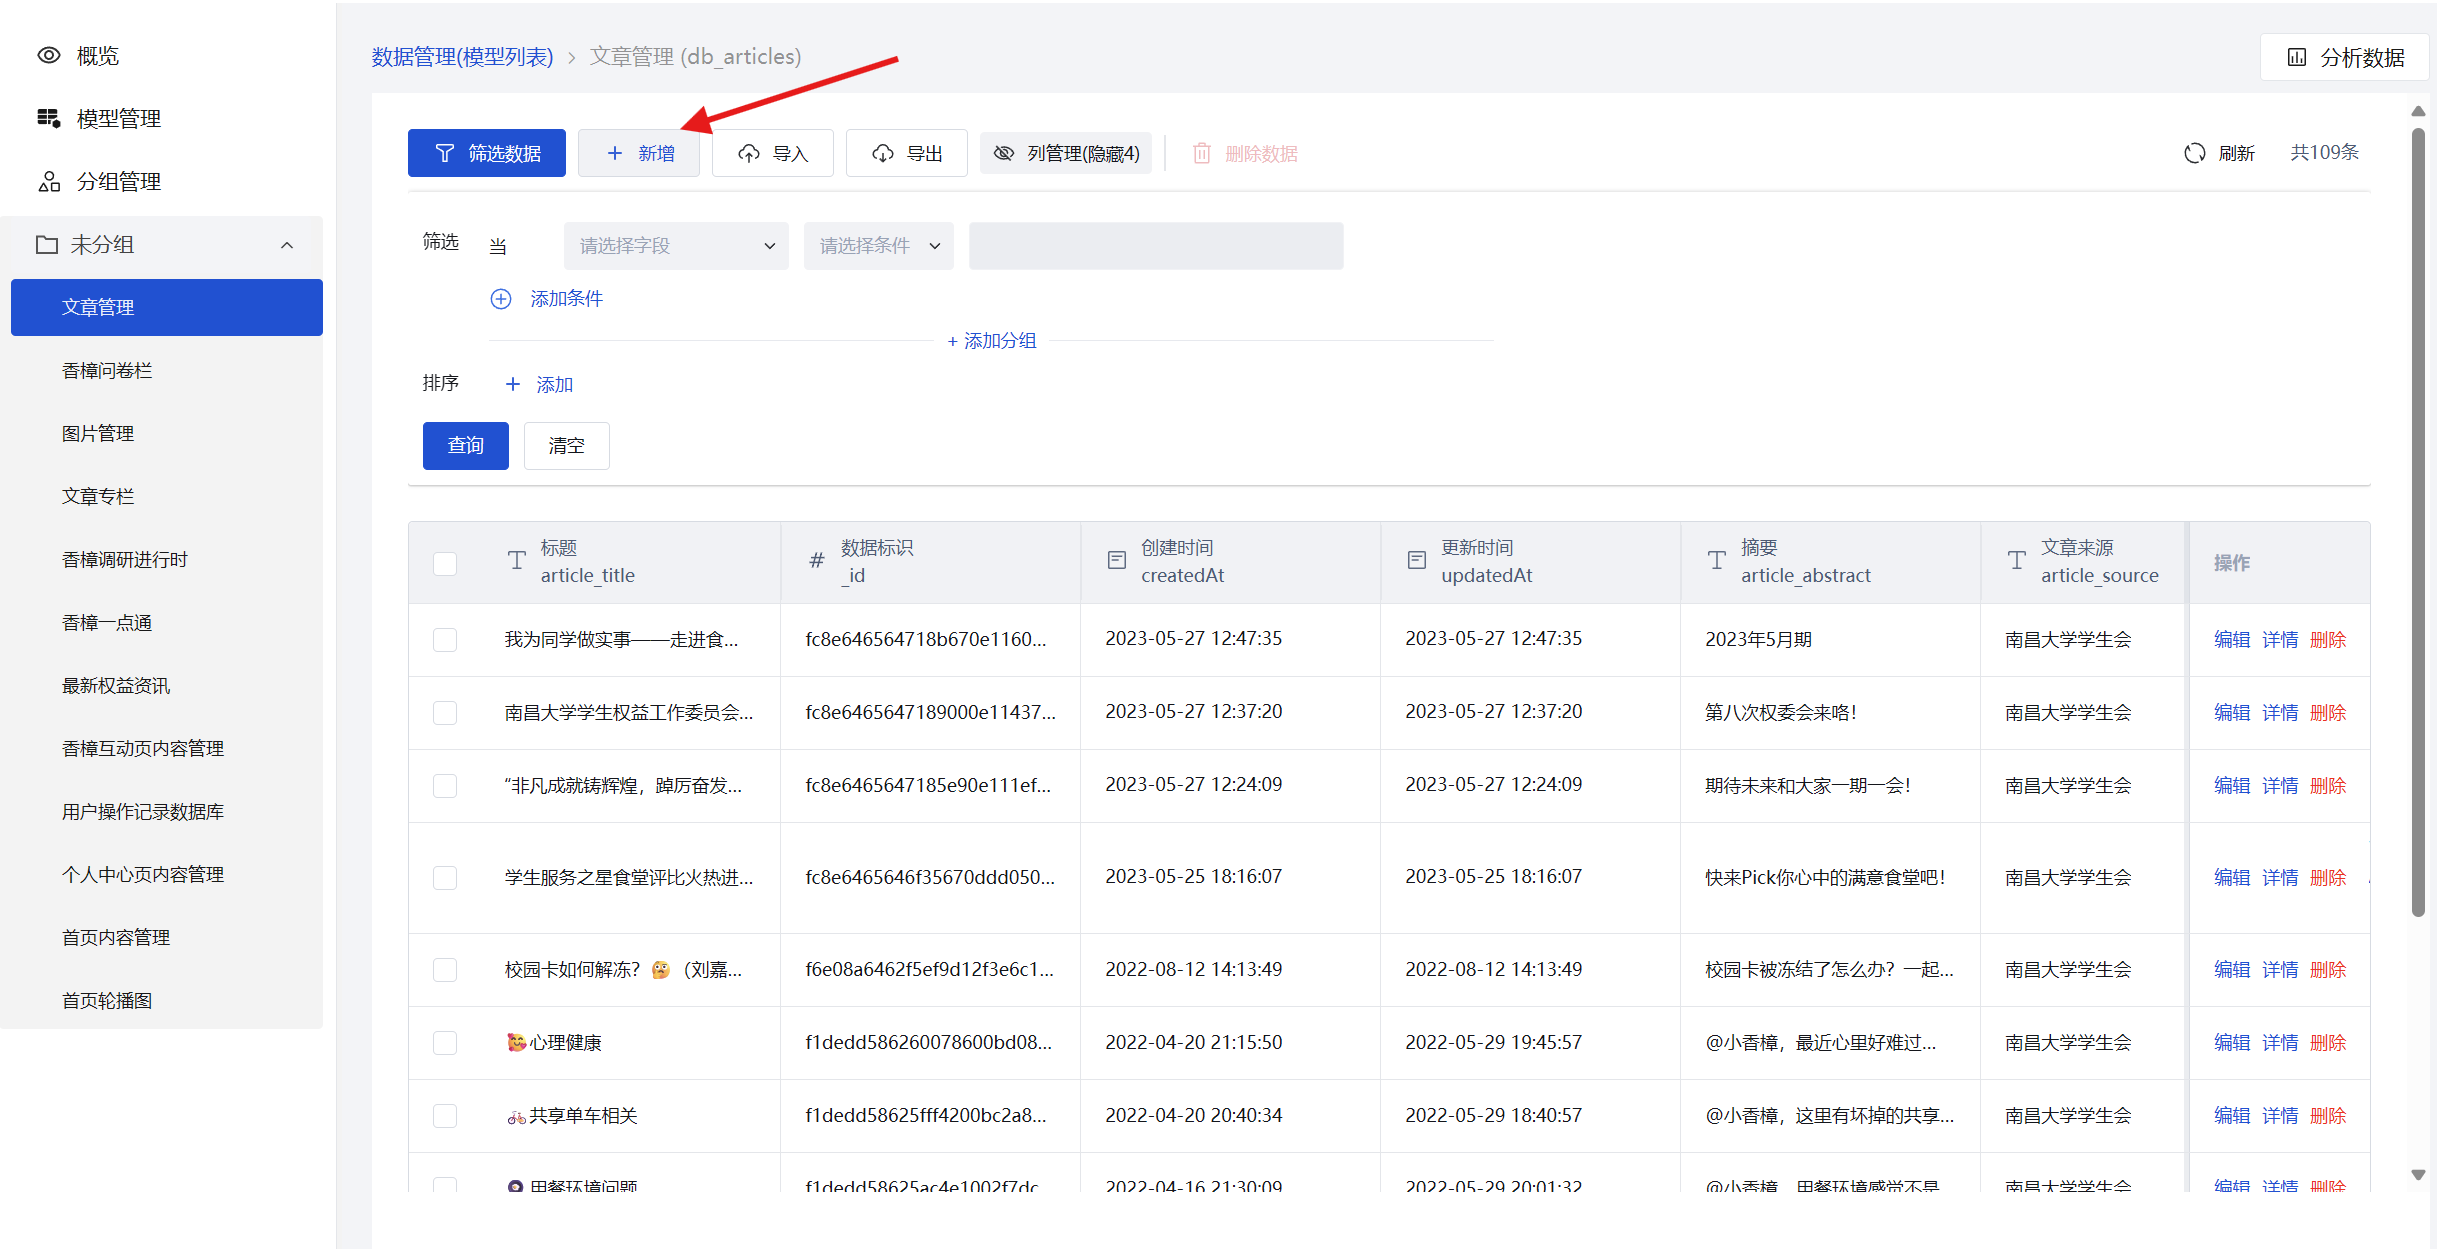 概览
模型管理
分组管理
未分组
文章管理
香樟问卷栏
图片管理
文章专栏
香樟调研进行时
香樟一点通
最新权益资讯
香樟互动页内容管理
用户操作记录数据库
个人中心页内容管理
首页内容管理
首页轮播图
数据管理(模型列表) > 文章管理 (db_articles)
分析数据
筛选数据 + 新增 导入 导出 列管理(隐藏4) 删除数据 刷新 共109条
筛选 当 请选择字段 请选择条件
添加条件
+ 添加分组
排序 + 添加
查询 清空
标题 数据标识 创建时间 更新时间 摘要 文章来源 操作
article_title _id createdAt updatedAt article_abstract article_source
我为同学做实事——走进食... fc8e646564718b670e1160... 2023-05-27 12:47:35 2023-05-27 12:47:35 2023年5月期 南昌大学学生会 编辑 详情 删除
南昌大学学生权益工作委员会... fc8e6465647189000e11437... 2023-05-27 12:37:20 2023-05-27 12:37:20 第八次权委会来咯！ 南昌大学学生会 编辑 详情 删除
“非凡成就铸辉煌，踔厉奋发... fc8e6465647185e90e111ef... 2023-05-27 12:24:09 2023-05-27 12:24:09 期待未来和大家一期一会！ 南昌大学学生会 编辑 详情 删除
学生服务之星食堂评比火热进... fc8e6465646f35670ddd050... 2023-05-25 18:16:07 2023-05-25 18:16:07 快来Pick你心中的满意食堂吧！ 南昌大学学生会 编辑 详情 删除
校园卡如何解冻？🤔（刘嘉... f6e08a6462f5ef9d12f3e6c1... 2022-08-12 14:13:49 2022-08-12 14:13:49 校园卡被冻结了怎么办？一起... 南昌大学学生会 编辑 详情 删除
🥰心理健康 f1dedd586260078600bd08... 2022-04-20 21:15:50 2022-05-29 19:45:57 @小香樟，最近心里好难过... 南昌大学学生会 编辑 详情 删除
🚲共享单车相关 f1dedd58625fff4200bc2a8... 2022-04-20 20:40:34 2022-05-29 18:40:57 @小香樟，这里有坏掉的共享... 南昌大学学生会 编辑 详情 删除
用餐环境问题 f1dedd58625ac4e1002f7dc 2022-04-16 21:30:09 2022-05-29 20:01:32 @小香樟，用餐环境感觉不是 南昌大学学生会 编辑 详情 删除